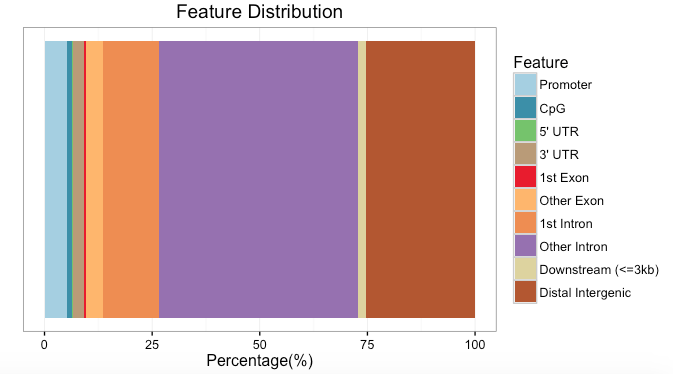 Feature Distribution
Feature
Promoter
CpG
5' UTR
3' UTR
1st Exon
Other Exon
1st Intron
Other Intron
Downstream (<=3kb)
Distal Intergenic
0 25 50 75 100
Percentage(%)